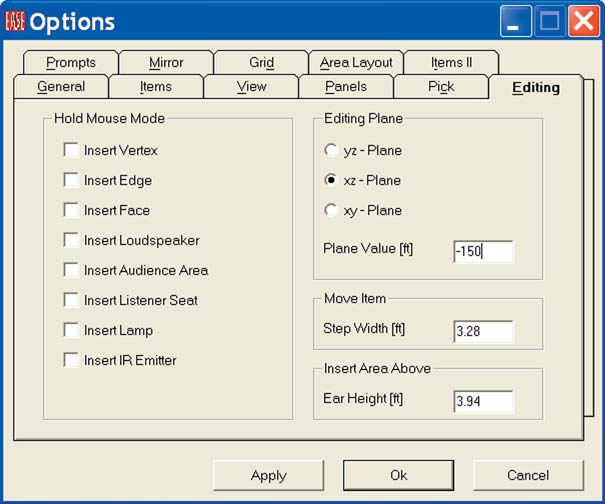 EASE Options
Prompts Mirror Grid Area Layout Items II
General Items View Panels Pick Editing
Hold Mouse Mode
Insert Vertex
Insert Edge
Insert Face
Insert Loudspeaker
Insert Audience Area
Insert Listener Seat
Insert Lamp
Insert IR Emitter
Editing Plane
yz - Plane
xz - Plane
xy - Plane
Plane Value [ft] -150
Move Item
Step Width [ft] 3.28
Insert Area Above
Ear Height [ft] 3.94
Apply Ok Cancel